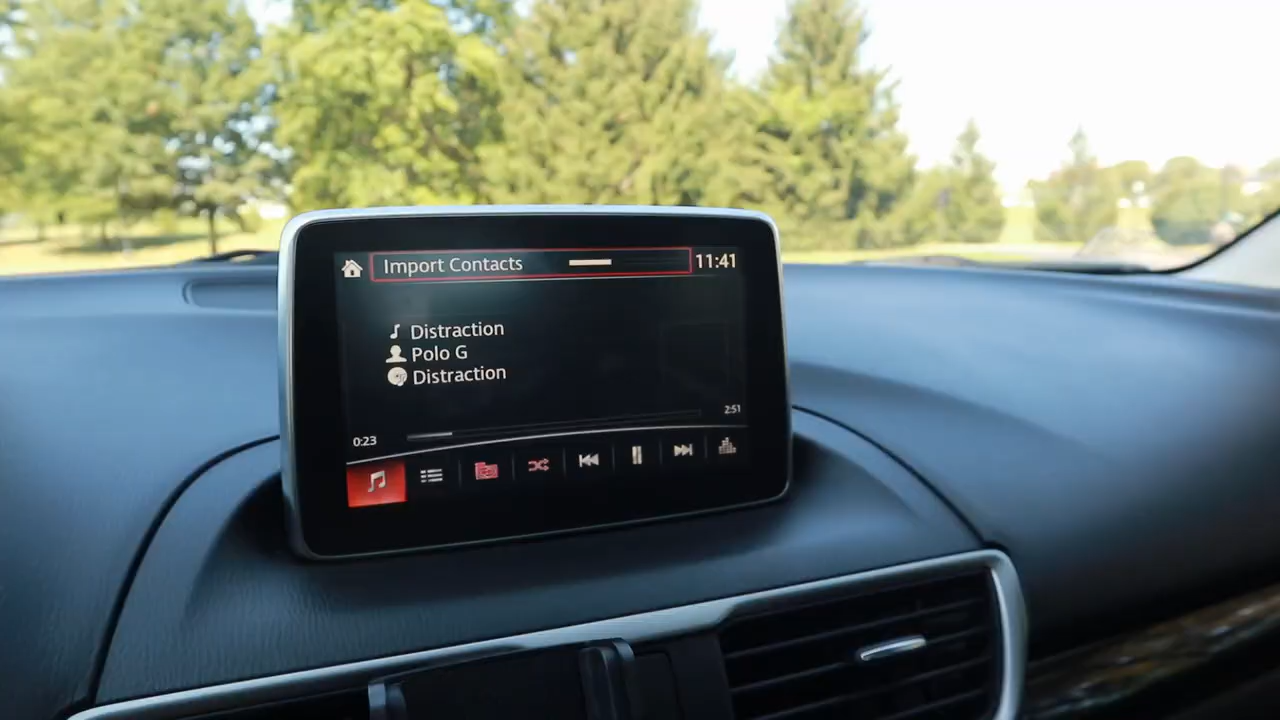 Import Contacts
11:41
Distraction
Polo G
Distraction
2:51
0:23